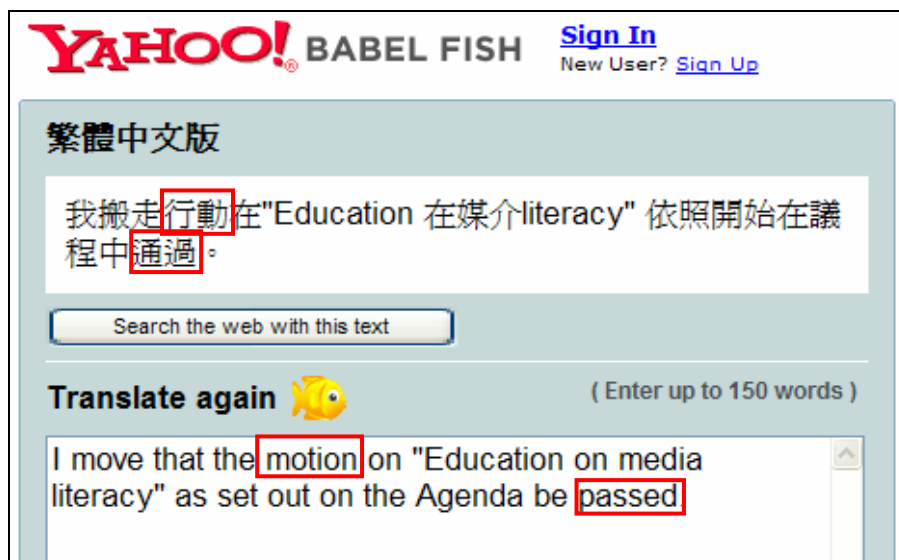 YAHOO!® BABEL FISH
Sign In
New User? Sign Up
繁體中文版
我搬走行動在"Education 在媒介literacy" 依照開始在議
程中通過。
Search the web with this text
Translate again
( Enter up to 150 words )
I move that the motion on "Education on media
literacy" as set out on the Agenda be passed.